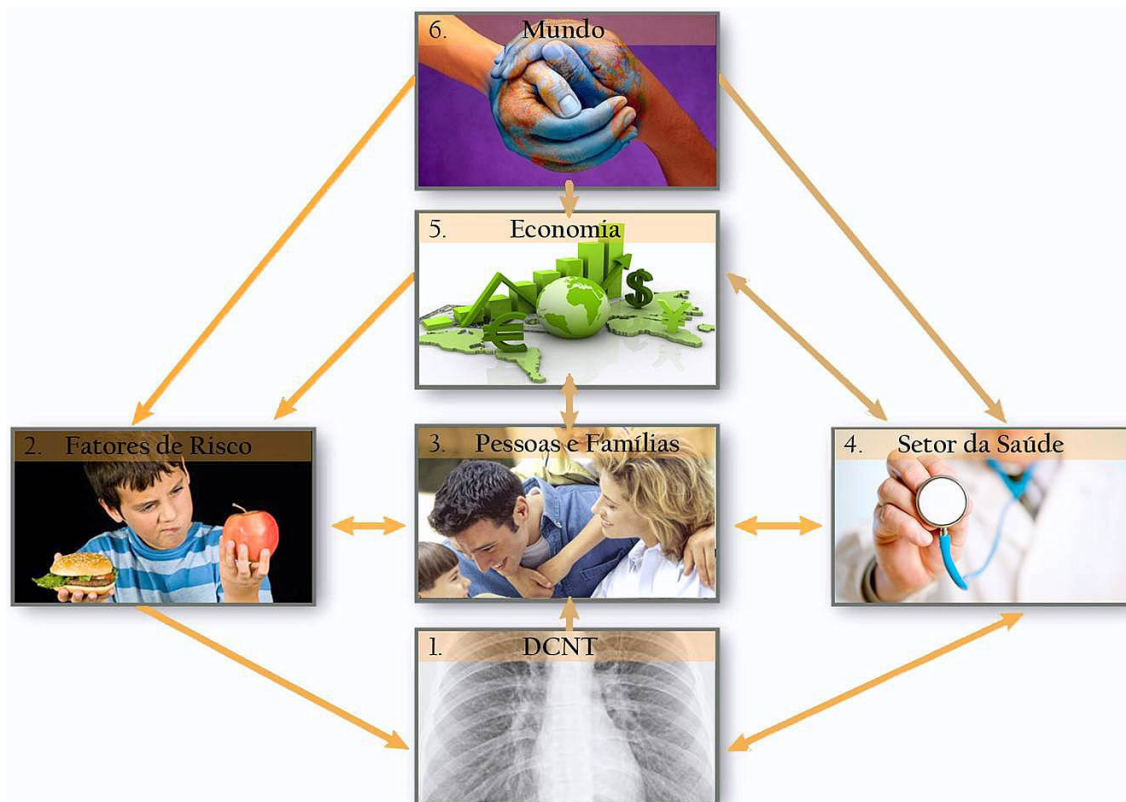 6. Mundo
5. Economia
€ $ ¥
2. Fatores de Risco
3. Pessoas e Famílias
4. Setor da Saúde
1. DCNT